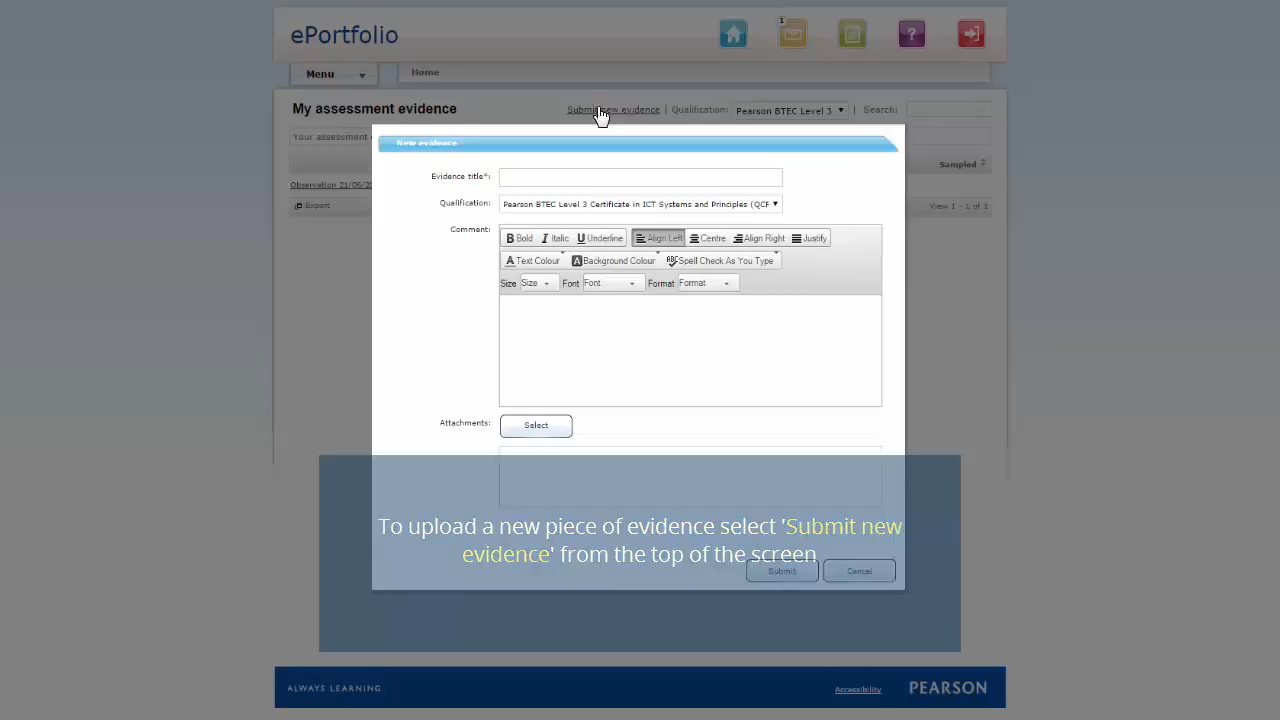 ePortfolio
1
?
Menu
Home
My assessment evidence
Submit new evidence | Qualification: Pearson BTEC Level 3 | Search:
Your assessment e
New evidence
Sampled
Evidence title*:
Observation 21/05/20
Qualification: Pearson BTEC Level 3 Certificate in ICT Systems and Principles (QCF
Export
View 1 - 1 of 1
Comment:
B Bold I Italic U Underline Align Left Centre Align Right Justify
A Text Colour A Background Colour ABC Spell Check As You Type
Size Size Font Font Format Format
Attachments: Select
To upload a new piece of evidence select 'Submit new
evidence' from the top of the screen
Submit Cancel
ALWAYS LEARNING
Accessibility
PEARSON